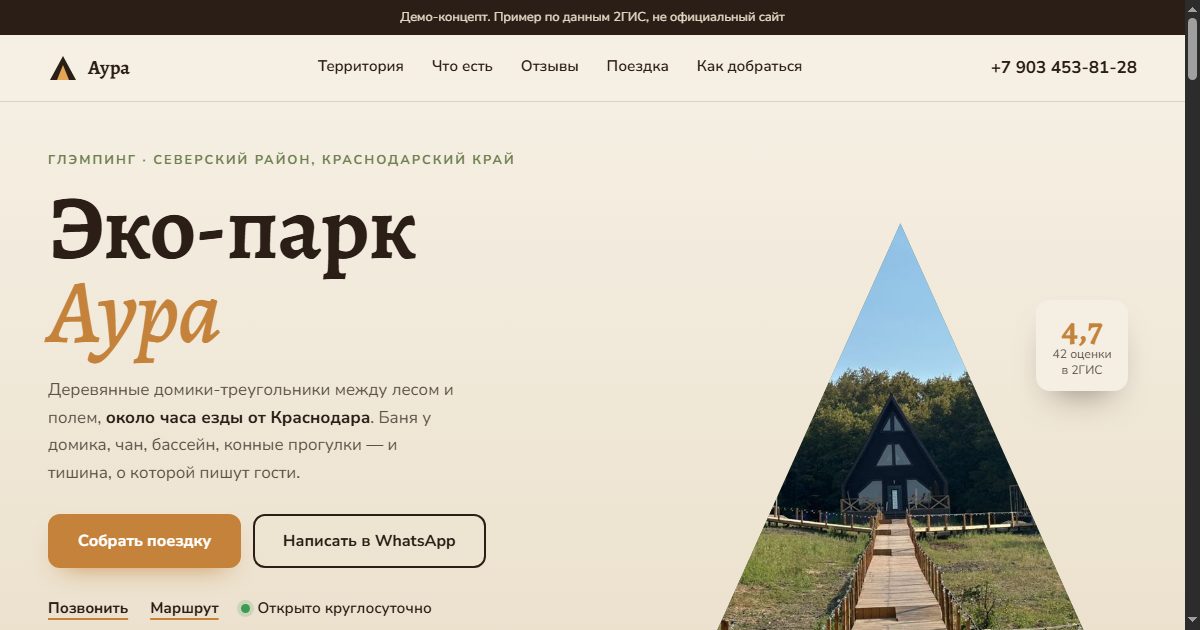 Демо-концепт. Пример по данным 2ГИС, не официальный сайт
Аура
Территория
Что есть
Отзывы
Поездка
Как добраться
+7 903 453-81-28
ГЛЭМПИНГ · СЕВЕРСКИЙ РАЙОН, КРАСНОДАРСКИЙ КРАЙ
Эко-парк
Аура
Деревянные домики-треугольники между лесом и
полем, около часа езды от Краснодара. Баня у
домика, чан, бассейн, конные прогулки — и
тишина, о которой пишут гости.
Собрать поездку
Написать в WhatsApp
Позвонить
Маршрут
Открыто круглосуточно
4,7
42 оценки
в 2ГИС